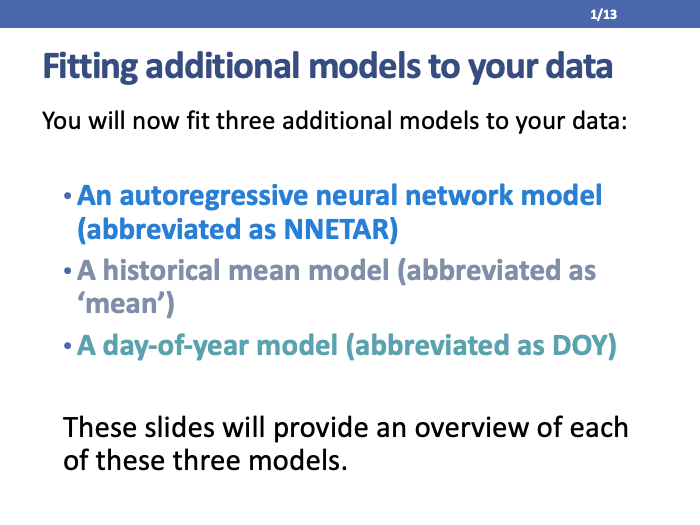 1/13
Fitting additional models to your data
You will now fit three additional models to your data:
• An autoregressive neural network model
(abbreviated as NNETAR)
• A historical mean model (abbreviated as
‘mean’)
• A day-of-year model (abbreviated as DOY)
These slides will provide an overview of each
of these three models.